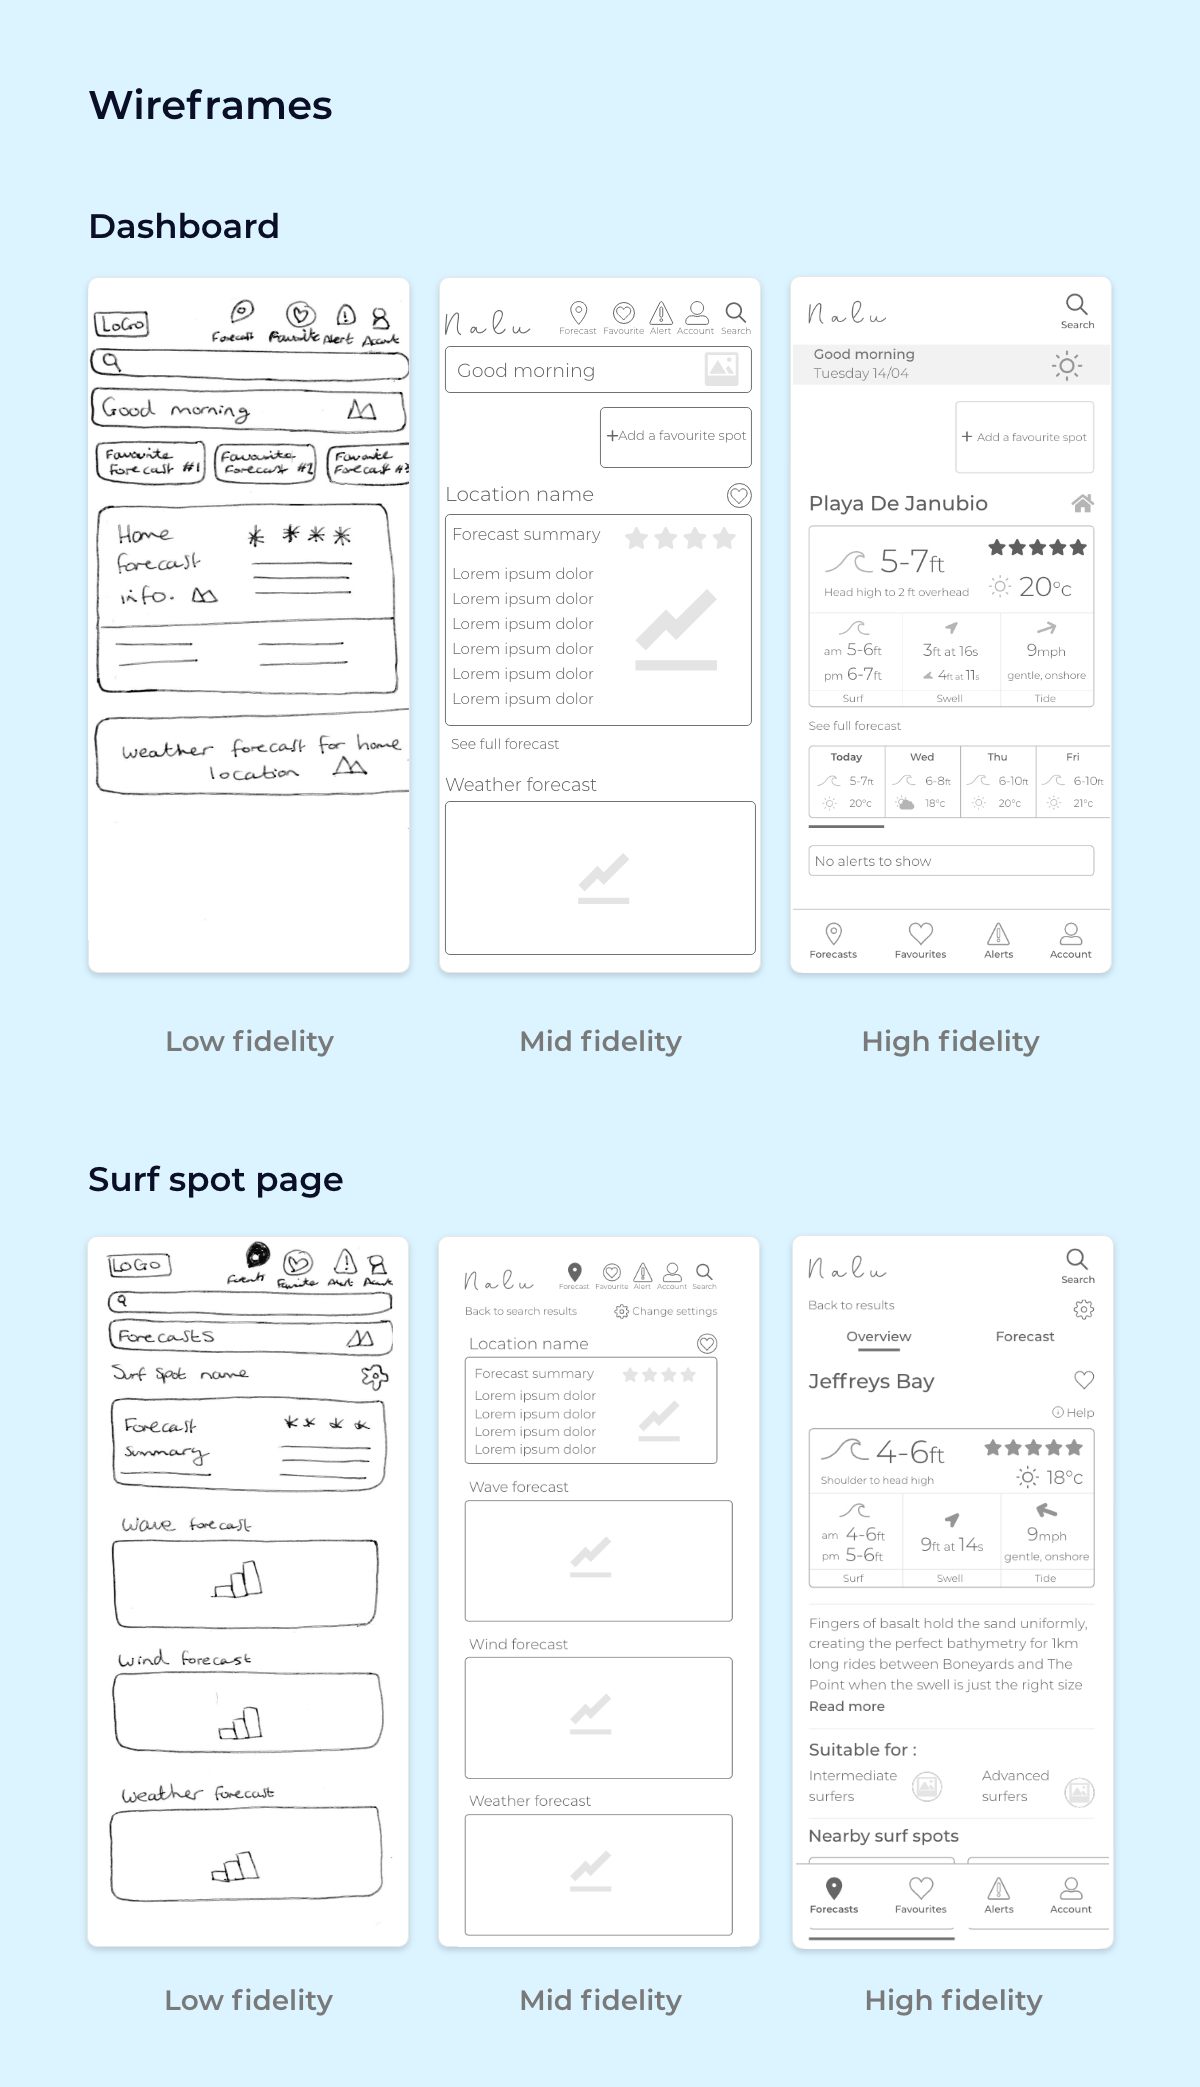 Wireframes
Dashboard
LOGO
Forecast Favourite Alert Account
Good morning
Favourite Forecast #1
Favourite Forecast #2
Favourite Forecast #3
Home
forecast
info.
weather forecast for home
location
Nalu
Forecast Favourite Alert Account Search
Good morning
+Add a favourite spot
Location name
Forecast summary
Lorem ipsum dolor
Lorem ipsum dolor
Lorem ipsum dolor
Lorem ipsum dolor
Lorem ipsum dolor
Lorem ipsum dolor
See full forecast
Weather forecast
Nalu
Search
Good morning
Tuesday 14/04
+ Add a favourite spot
Playa De Janubio
5-7ft
Head high to 2 ft overhead
20°c
am 5-6ft
pm 6-7ft
Surf
3ft at 16s
4ft at 11s
Swell
9mph
gentle, onshore
Tide
See full forecast
Today Wed Thu Fri
5-7ft 6-8ft 6-10ft 6-10ft
20°c 18°c 20°c 21°c
No alerts to show
Forecasts Favourites Alerts Account
Low fidelity
Mid fidelity
High fidelity
Surf spot page
LOGO
Favourite Alert Account
Forecasts
Surf spot name
Forecast
summary
Wave forecast
Wind forecast
Weather forecast
Nalu
Forecast Favourite Alert Account Search
Back to search results Change settings
Location name
Forecast summary
Lorem ipsum dolor
Lorem ipsum dolor
Lorem ipsum dolor
Lorem ipsum dolor
Wave forecast
Wind forecast
Weather forecast
Nalu
Search
Back to results
Overview Forecast
Jeffreys Bay
Help
4-6ft
Shoulder to head high
18°c
am 4-6ft
pm 5-6ft
Surf
9ft at 14s
Swell
9mph
gentle, onshore
Tide
Fingers of basalt hold the sand uniformly,
creating the perfect bathymetry for 1km
long rides between Boneyards and The
Point when the swell is just the right size
Read more
Suitable for :
Intermediate
surfers
Advanced
surfers
Nearby surf spots
Forecasts Favourites Alerts Account
Low fidelity
Mid fidelity
High fidelity